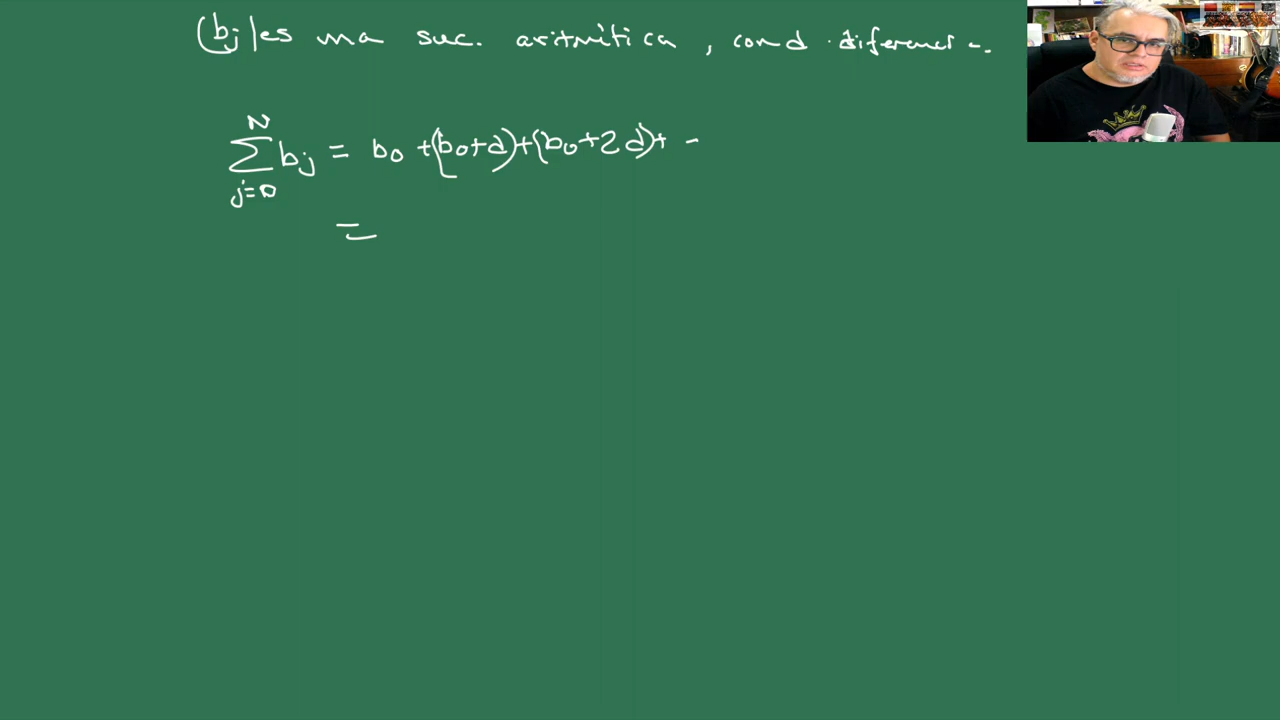 (bj) es una suc. aritmética, con d diferencia.
N
∑ bj = b0 + (b0+d) + (b0+2d) + -
j=0
=